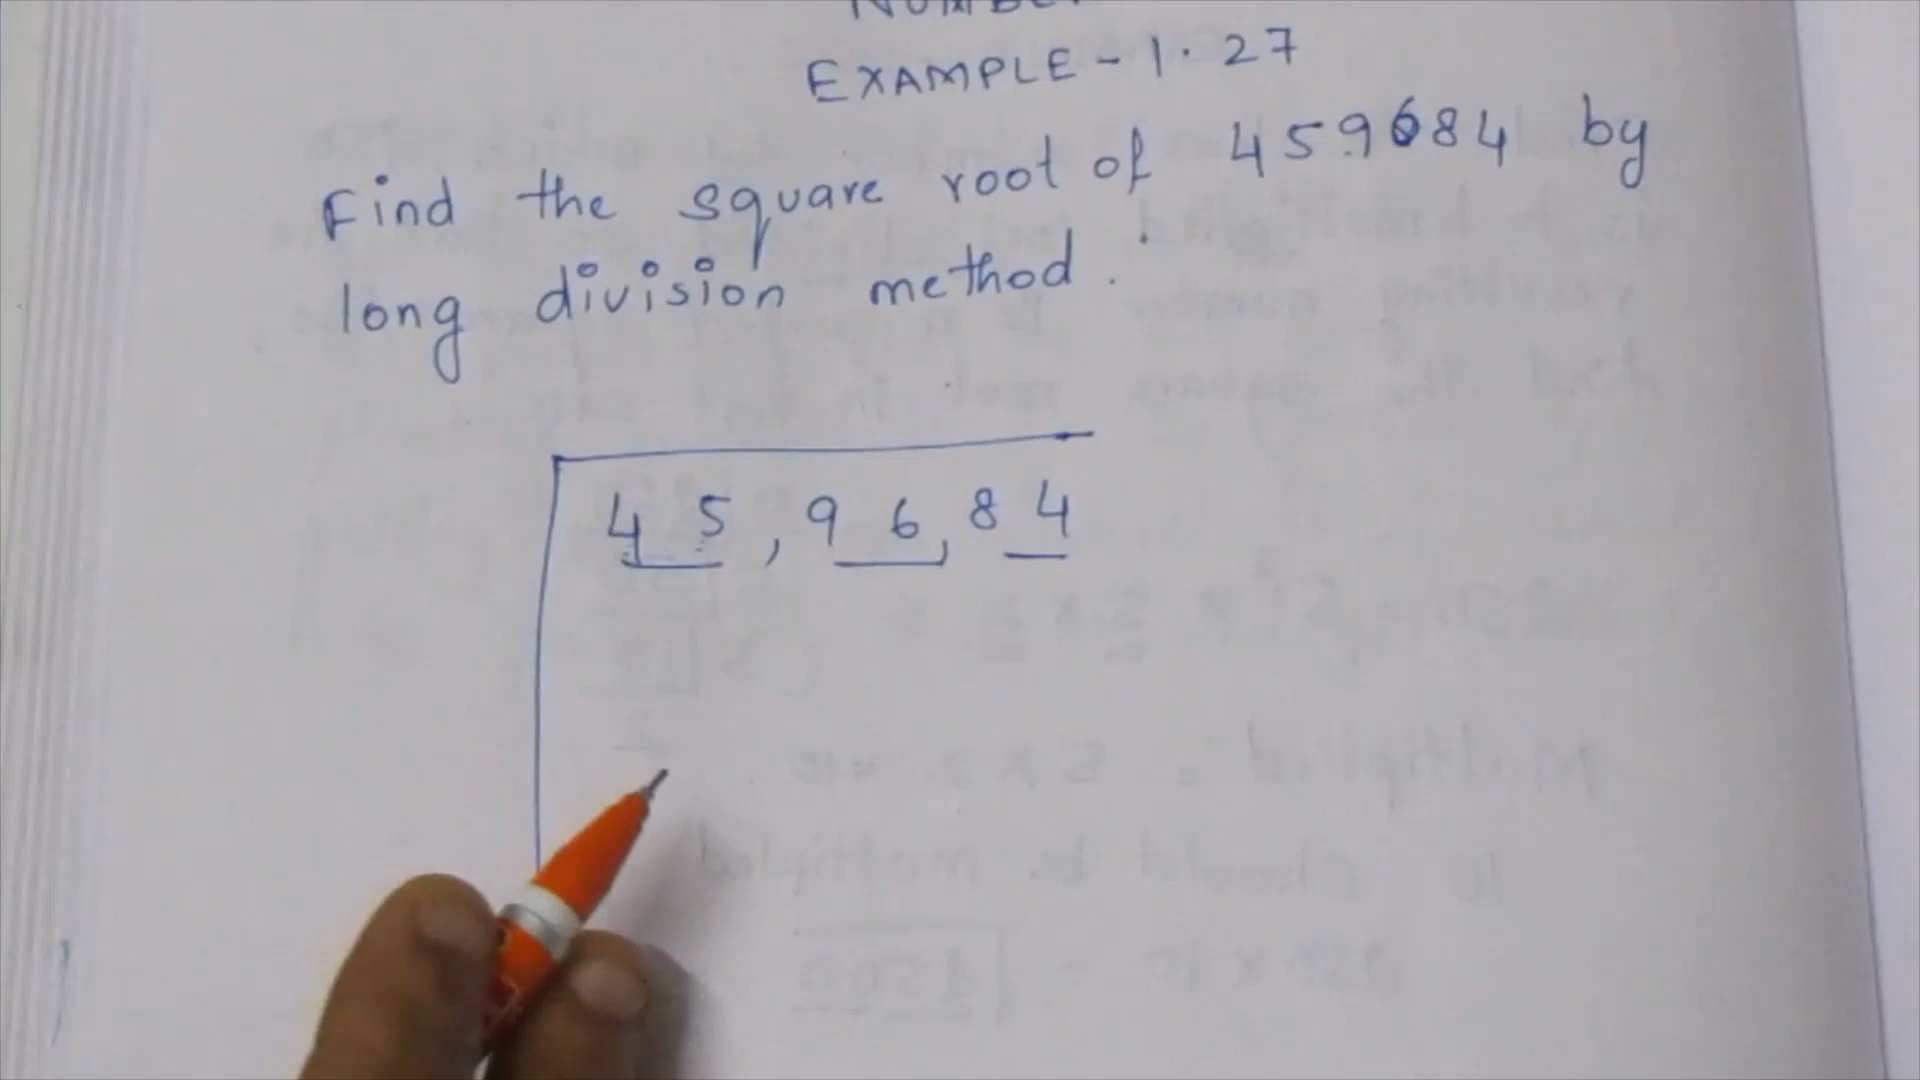 EXAMPLE - 1.27
Find the square root of 459684 by
long division method.
45,96,84